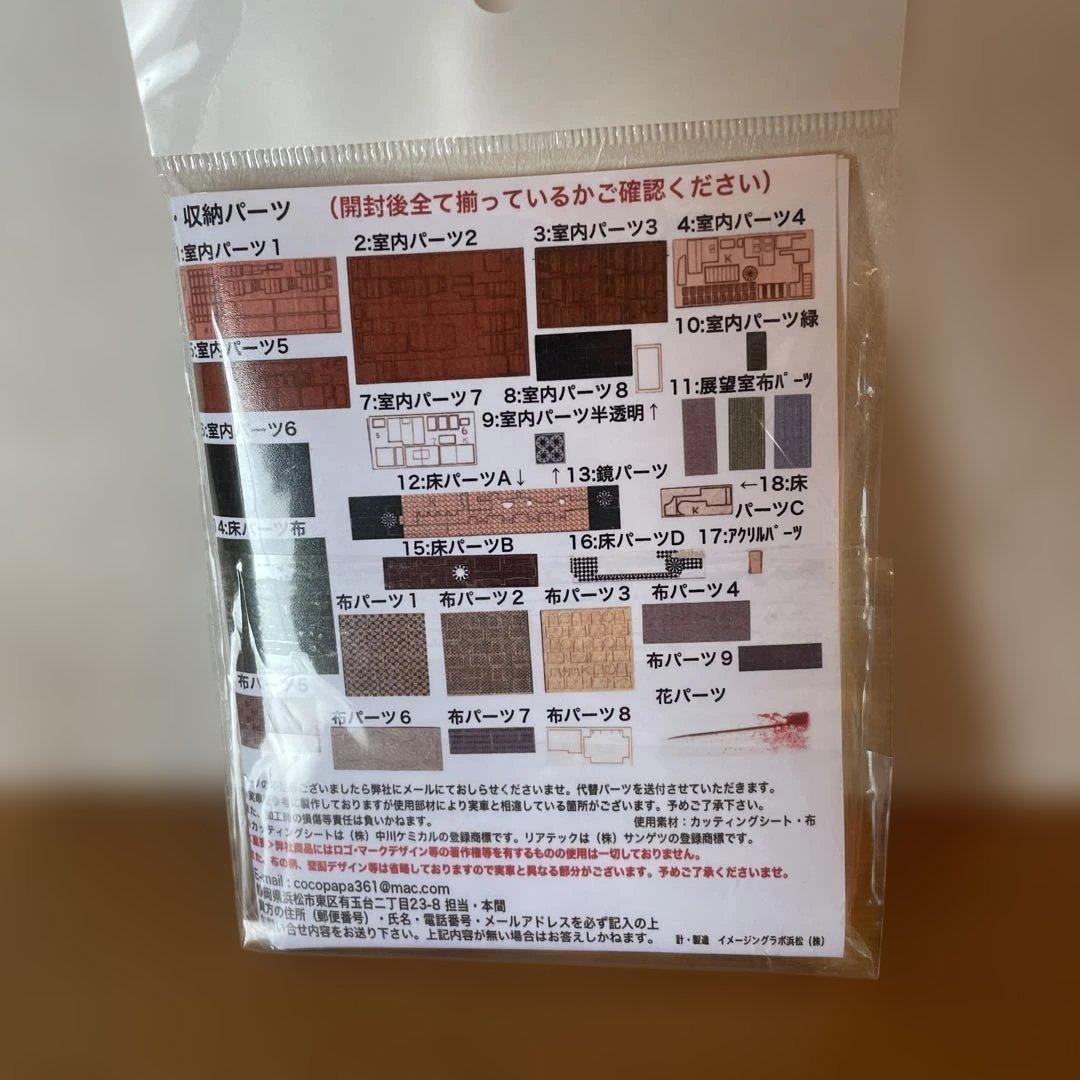 ・収納パーツ （開封後全て揃っているかご確認ください）
1:室内パーツ1
2:室内パーツ2
3:室内パーツ3
4:室内パーツ4
5:室内パーツ5
10:室内パーツ緑
7:室内パーツ7
8:室内パーツ8
11:展望室布ﾊﾟｰﾂ
9:室内パーツ半透明↑
室内パーツ6
12:床パーツA↓
↑13:鏡パーツ
←18:床
パーツC
4:床パーツ布
15:床パーツB
16:床パーツD
17:ｱｸﾘﾙﾊﾟｰﾂ
布パーツ1
布パーツ2
布パーツ3
布パーツ4
布パーツ9
布パーツ5
花パーツ
布パーツ6
布パーツ7
布パーツ8
ございましたら弊社にメールにておしらせくださいませ。代替パーツを送付させていただきます。
製作しておりますが使用部材により実車と相違している箇所がございます。予めご了承下さい。
加工時の損傷等責任は負いかねます。 使用素材：カッティングシート・布
カッティングシートは（株）中川ケミカルの登録商標です。リアテックは（株）サンゲツの登録商標です。
＞弊社商品にはロゴ・マークデザイン等の著作権等を有するものの使用は一切しておりません。
また、布の柄、壁面デザイン等は省略しておりますので実車と異なる部分がございます。予めご了承くださいませ。
E-mail : cocopapa361@mac.com
静岡県浜松市東区有玉台二丁目23-8 担当・本間
貴方の住所（郵便番号）・氏名・電話番号・メールアドレスを必ず記入の上
問い合せ内容をお送り下さい。上記内容が無い場合はお答えしかねます。
計・製造 イメージングラボ浜松（株）